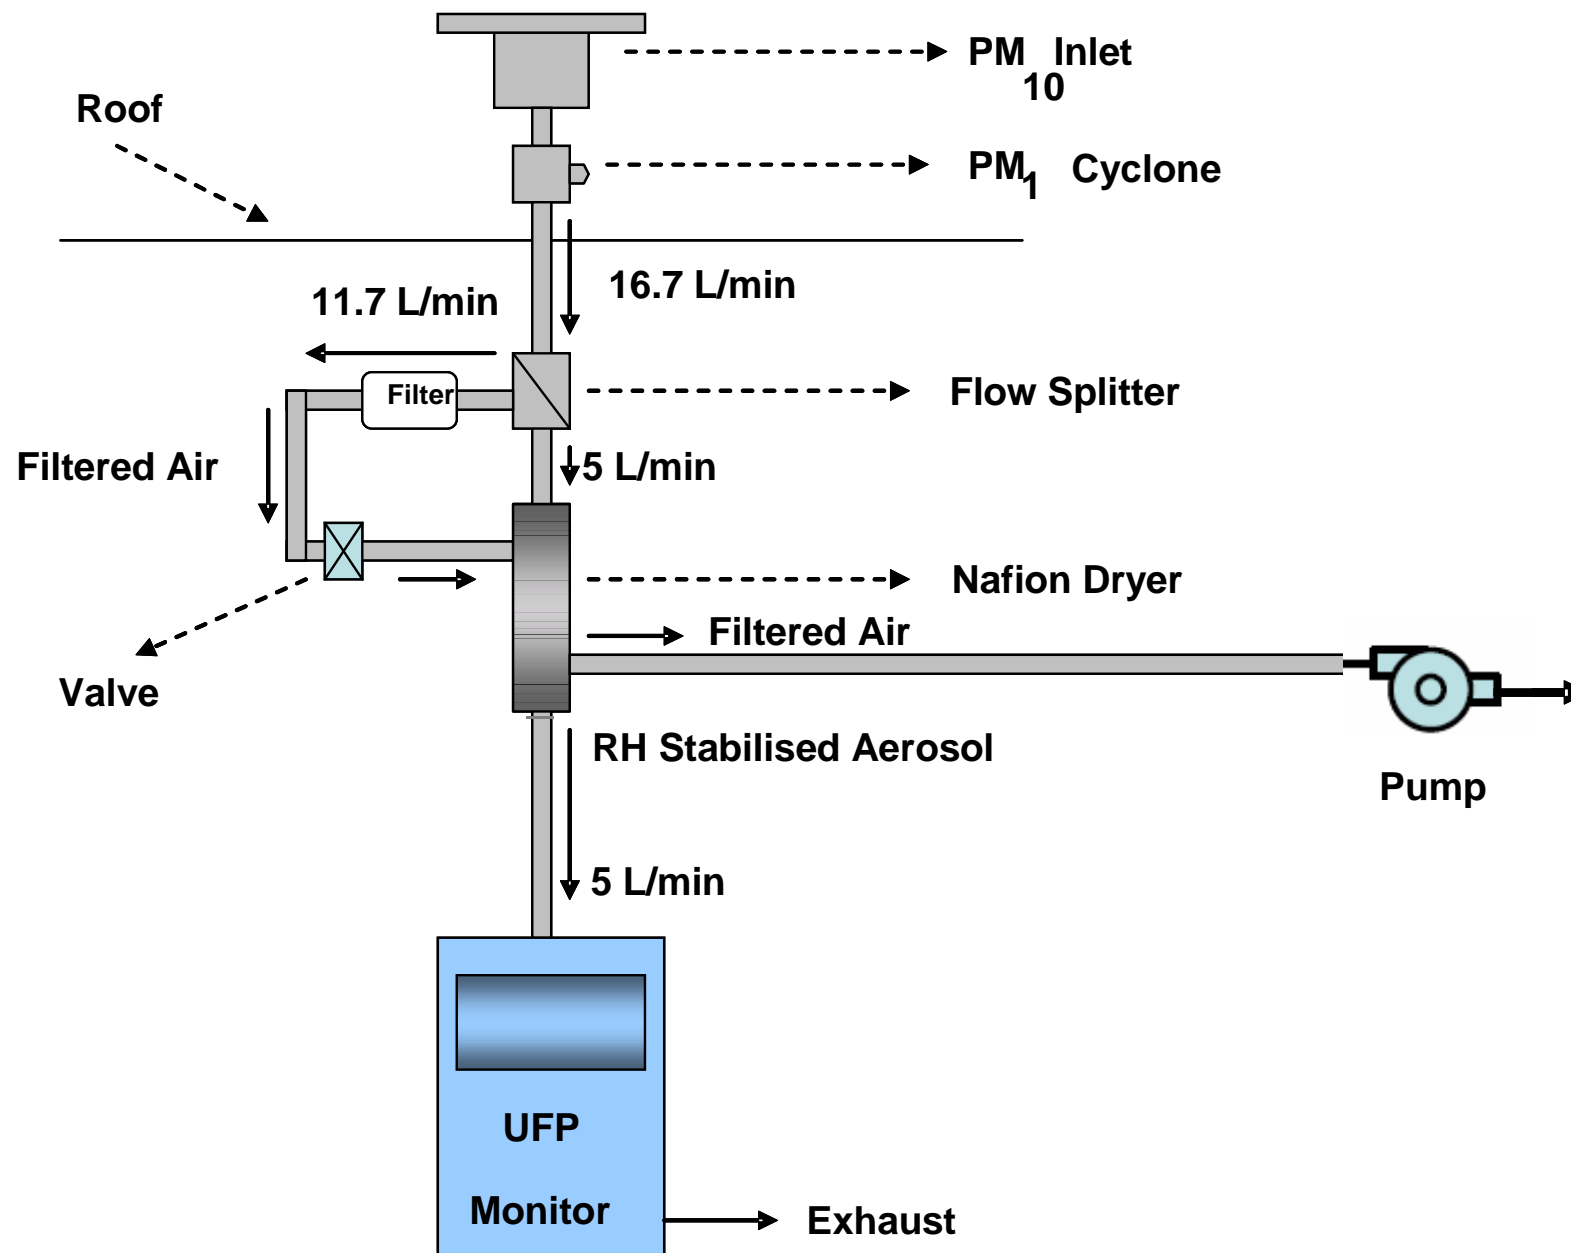 PM10 Inlet
Roof
PM1 Cyclone
16.7 L/min
11.7 L/min
Filter
Flow Splitter
Filtered Air
5 L/min
Nafion Dryer
Filtered Air
Valve
RH Stabilised Aerosol
Pump
5 L/min
UFP
Monitor
Exhaust